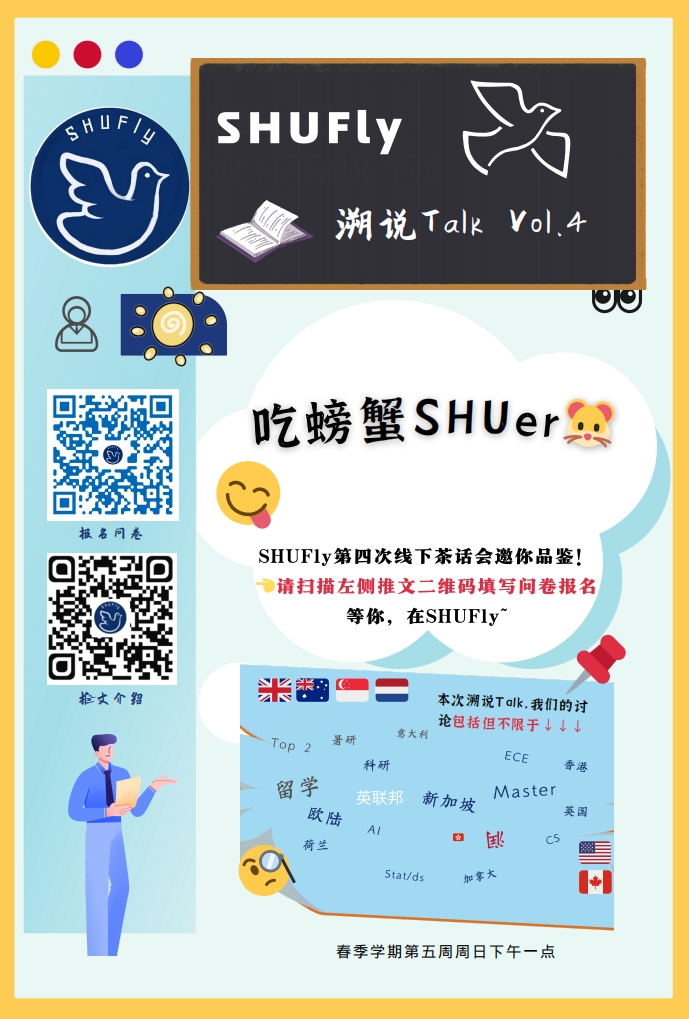 SHUFly
SHUFly
溯说Talk Vol.4
吃螃蟹SHUer
报名问卷
推文介绍
SHUFly第四次线下茶话会邀你品鉴！
👈请扫描左侧推文二维码填写问卷报名
等你，在SHUFly~
本次溯说Talk,我们的讨
论包括但不限于↓↓↓
Top 2
暑研
意大利
科研
ECE
香港
留学
英联邦
新加坡
Master
欧陆
英国
AI
荷兰
CS
Stat/ds
加拿大
春季学期第五周周日下午一点